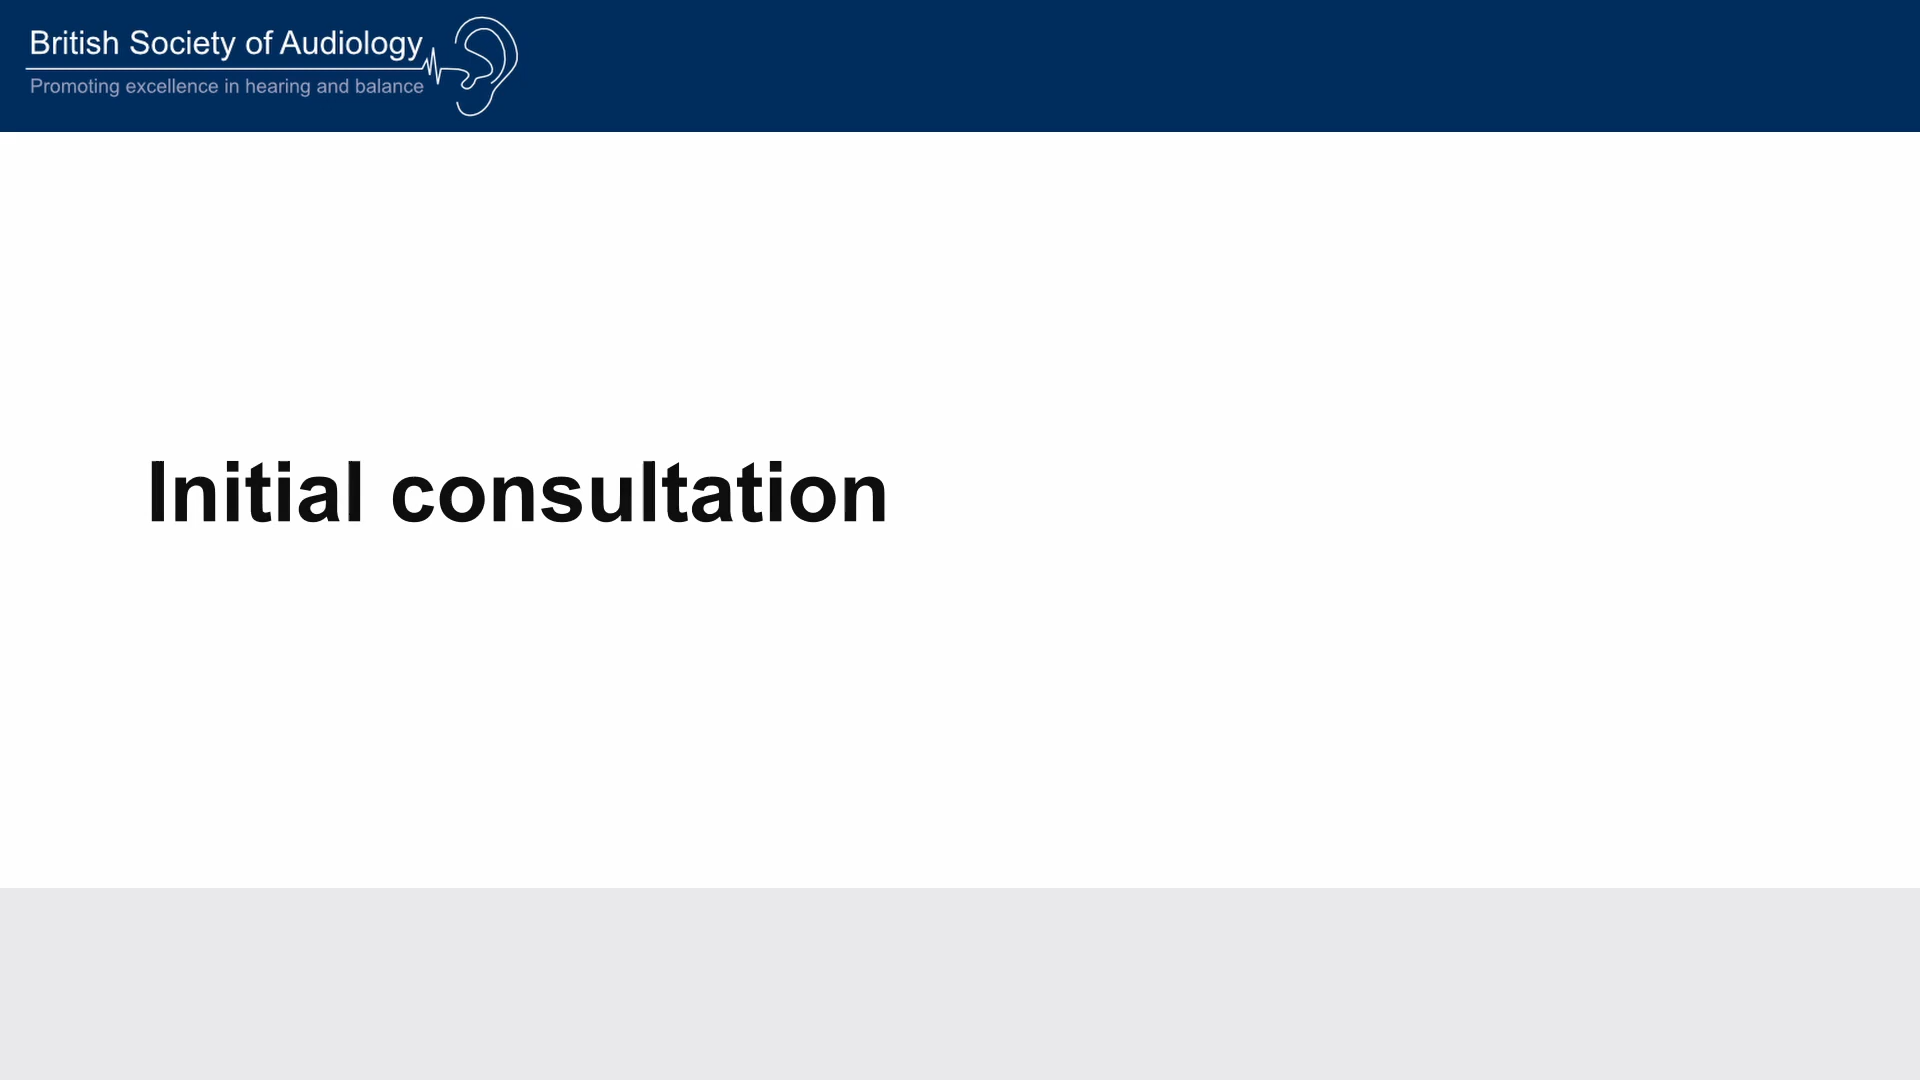 British Society of Audiology
Promoting excellence in hearing and balance
Initial consultation